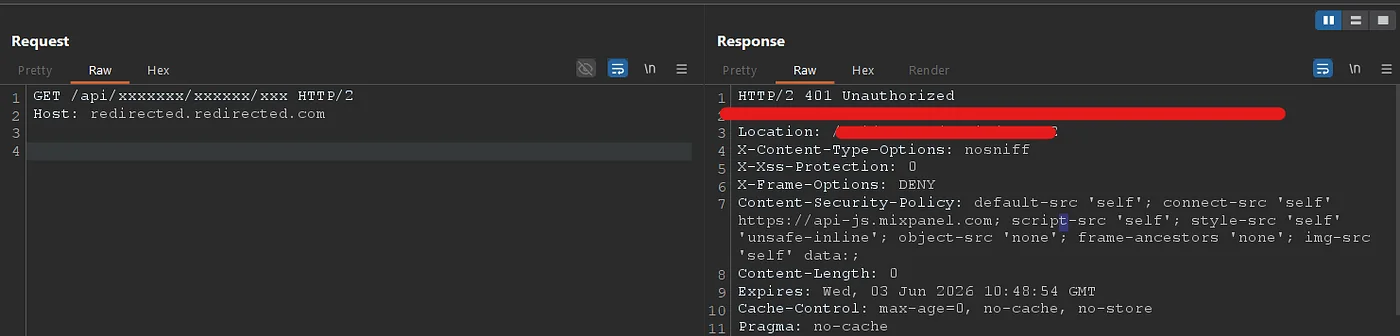 Request
Pretty Raw Hex \n
1 GET /api/xxxxxxx/xxxxxx/xxx HTTP/2
2 Host: redirected.redirected.com
3
4
Response
Pretty Raw Hex Render \n
1 HTTP/2 401 Unauthorized
2
3 Location: /
4 X-Content-Type-Options: nosniff
5 X-Xss-Protection: 0
6 X-Frame-Options: DENY
7 Content-Security-Policy: default-src 'self'; connect-src 'self'
https://api-js.mixpanel.com; script-src 'self'; style-src 'self'
'unsafe-inline'; object-src 'none'; frame-ancestors 'none'; img-src
'self' data:;
8 Content-Length: 0
9 Expires: Wed, 03 Jun 2026 10:48:54 GMT
10 Cache-Control: max-age=0, no-cache, no-store
11 Pragma: no-cache